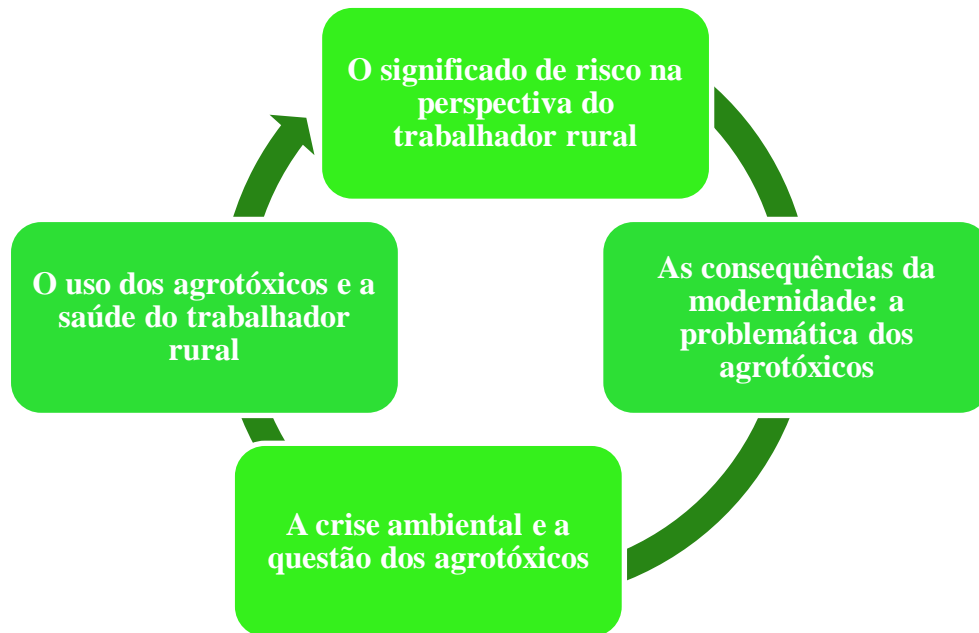 O significado de risco na
perspectiva do
trabalhador rural
O uso dos agrotóxicos e a
saúde do trabalhador
rural
As consequências da
modernidade: a
problemática dos
agrotóxicos
A crise ambiental e a
questão dos agrotóxicos